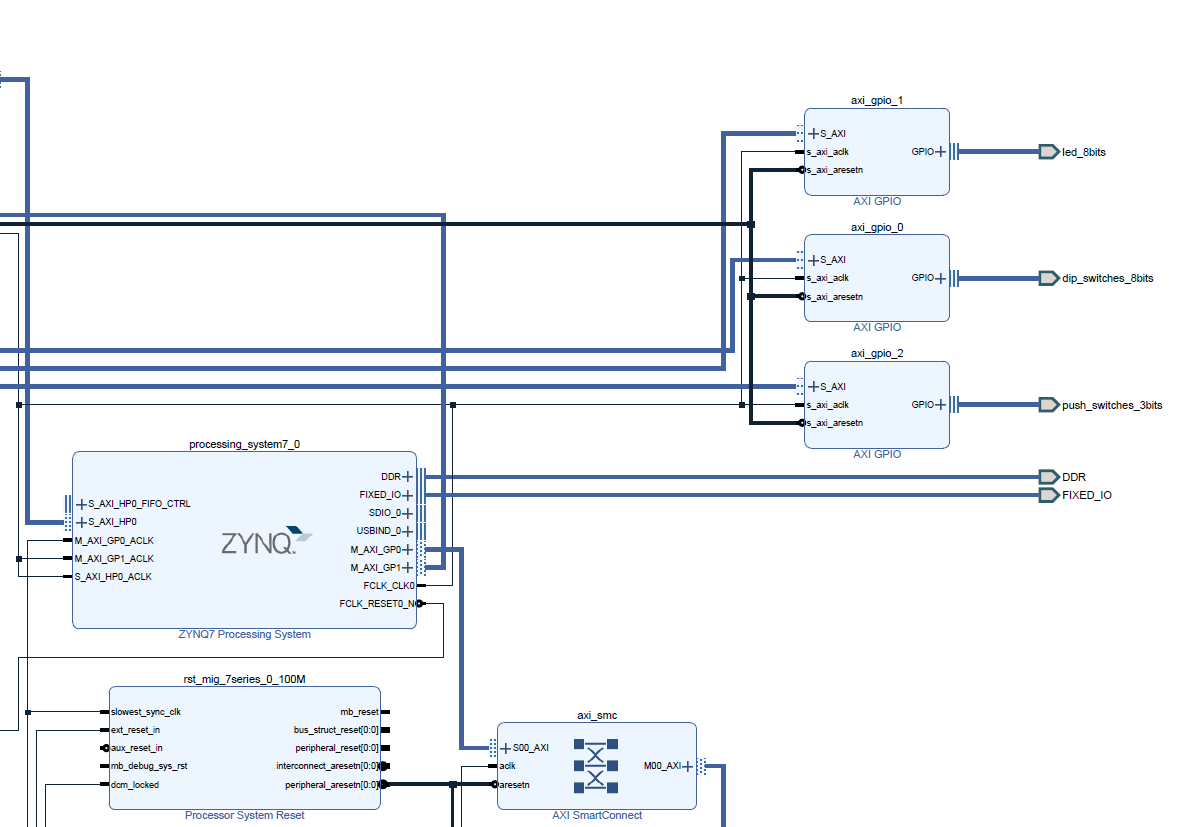 axi_gpio_1
S_AXI
s_axi_aclk
s_axi_aresetn
GPIO
led_8bits
AXI GPIO
axi_gpio_0
S_AXI
s_axi_aclk
s_axi_aresetn
GPIO
dip_switches_8bits
AXI GPIO
axi_gpio_2
S_AXI
s_axi_aclk
s_axi_aresetn
GPIO
push_switches_3bits
AXI GPIO
processing_system7_0
S_AXI_HP0_FIFO_CTRL
S_AXI_HP0
M_AXI_GP0_ACLK
M_AXI_GP1_ACLK
S_AXI_HP0_ACLK
ZYNQ
DDR
FIXED_IO
SDIO_0
USBIND_0
M_AXI_GP0
M_AXI_GP1
FCLK_CLK0
FCLK_RESET0_N
DDR
FIXED_IO
ZYNQ7 Processing System
rst_mig_7series_0_100M
slowest_sync_clk
ext_reset_in
aux_reset_in
mb_debug_sys_rst
dcm_locked
mb_reset
bus_struct_reset[0:0]
peripheral_reset[0:0]
interconnect_aresetn[0:0]
peripheral_aresetn[0:0]
Processor System Reset
axi_smc
S00_AXI
aclk
aresetn
M00_AXI
AXI SmartConnect